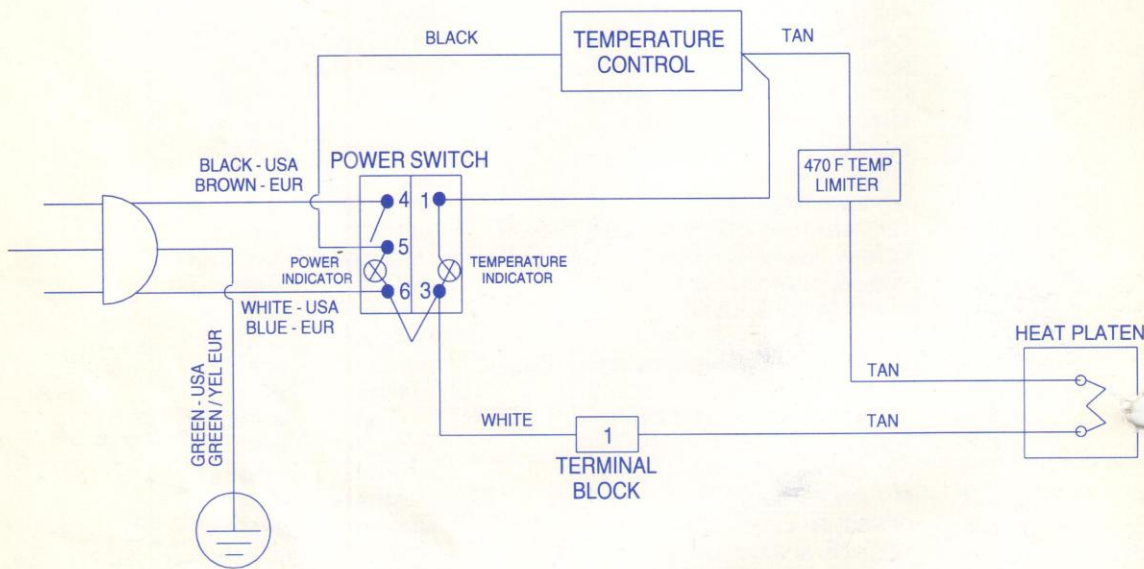 BLACK
TEMPERATURE
CONTROL
TAN
BLACK - USA
BROWN - EUR
POWER SWITCH
470 F TEMP
LIMITER
4
1
5
POWER
INDICATOR
TEMPERATURE
INDICATOR
6
3
WHITE - USA
BLUE - EUR
GREEN - USA
GREEN / YEL EUR
HEAT PLATEN
TAN
WHITE
1
TAN
TERMINAL
BLOCK